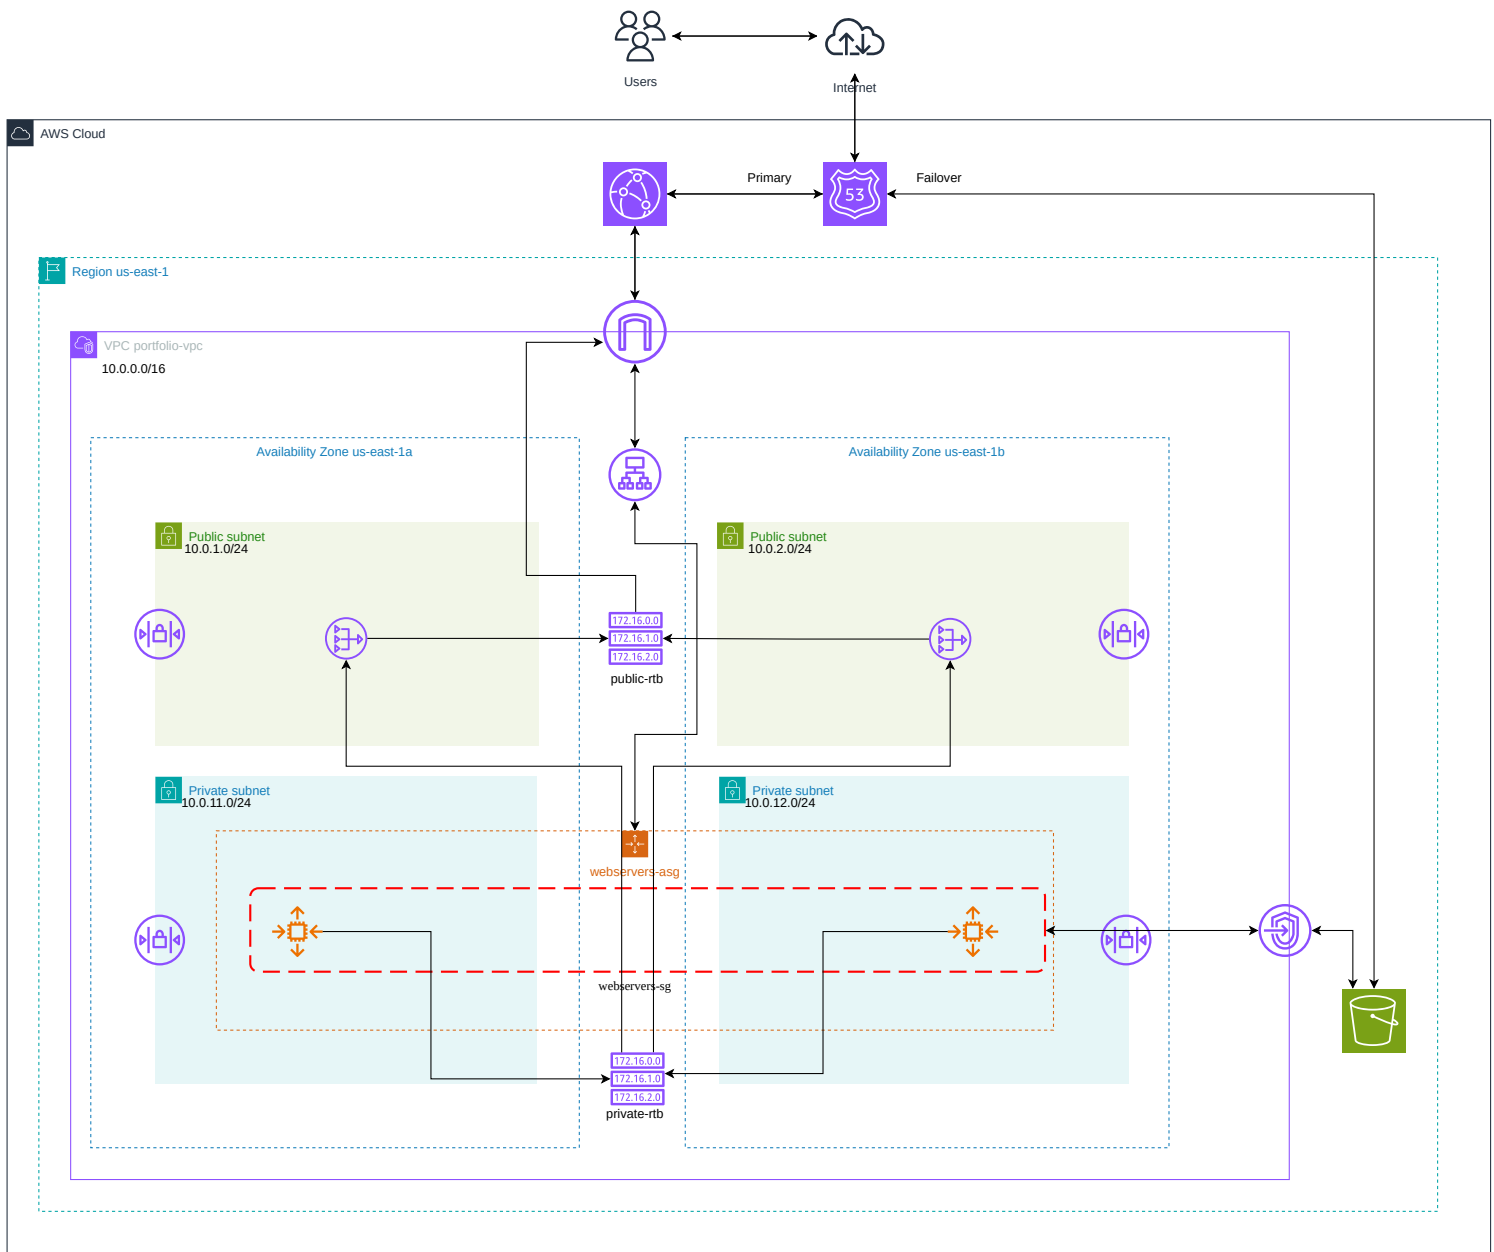 Users
Internet
AWS Cloud
Primary
53
Failover
Region us-east-1
VPC portfolio-vpc
10.0.0.0/16
Availability Zone us-east-1a
Availability Zone us-east-1b
Public subnet
10.0.1.0/24
Public subnet
10.0.2.0/24
172.16.0.0
172.16.1.0
172.16.2.0
public-rtb
Private subnet
10.0.11.0/24
Private subnet
10.0.12.0/24
webservers-asg
webservers-sg
172.16.0.0
172.16.1.0
172.16.2.0
private-rtb